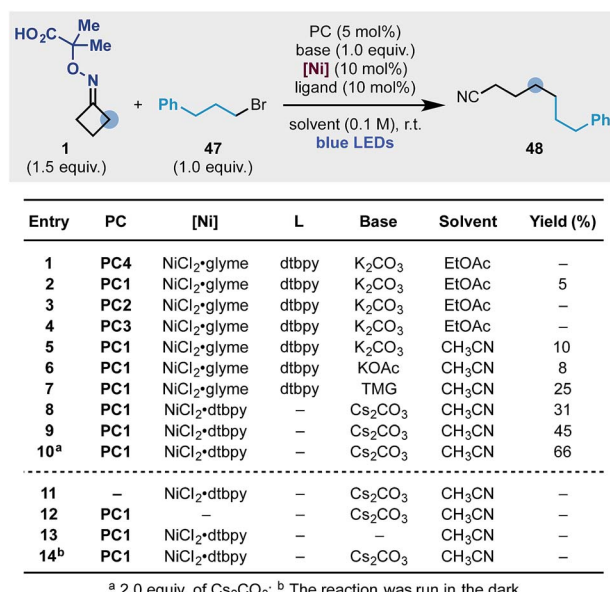 HO₂C Me
Me
O
N
1
(1.5 equiv.)
+
Ph Br
47
(1.0 equiv.)
PC (5 mol%)
base (1.0 equiv.)
[Ni] (10 mol%)
ligand (10 mol%)
solvent (0.1 M), r.t.
blue LEDs
NC Ph
48
Entry PC [Ni] L Base Solvent Yield (%)
1 PC4 NiCl₂•glyme dtbpy K₂CO₃ EtOAc –
2 PC1 NiCl₂•glyme dtbpy K₂CO₃ EtOAc 5
3 PC2 NiCl₂•glyme dtbpy K₂CO₃ EtOAc –
4 PC3 NiCl₂•glyme dtbpy K₂CO₃ EtOAc –
5 PC1 NiCl₂•glyme dtbpy K₂CO₃ CH₃CN 10
6 PC1 NiCl₂•glyme dtbpy KOAc CH₃CN 8
7 PC1 NiCl₂•glyme dtbpy TMG CH₃CN 25
8 PC1 NiCl₂•dtbpy – Cs₂CO₃ CH₃CN 31
9 PC1 NiCl₂•dtbpy – Cs₂CO₃ CH₃CN 45
10ᵃ PC1 NiCl₂•dtbpy – Cs₂CO₃ CH₃CN 66
11 – NiCl₂•dtbpy – Cs₂CO₃ CH₃CN –
12 PC1 – – Cs₂CO₃ CH₃CN –
13 PC1 NiCl₂•dtbpy – – CH₃CN –
14ᵇ PC1 NiCl₂•dtbpy – Cs₂CO₃ CH₃CN –
ᵃ 2.0 equiv. of Cs₂CO₃; ᵇ The reaction was run in the dark